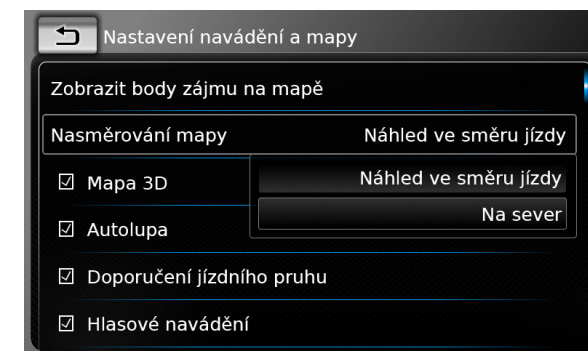 Nastavení navádění a mapy
Zobrazit body zájmu na mapě
Nasměrování mapy Náhled ve směru jízdy
Mapa 3D Náhled ve směru jízdy
Na sever
Autolupa
Doporučení jízdního pruhu
Hlasové navádění